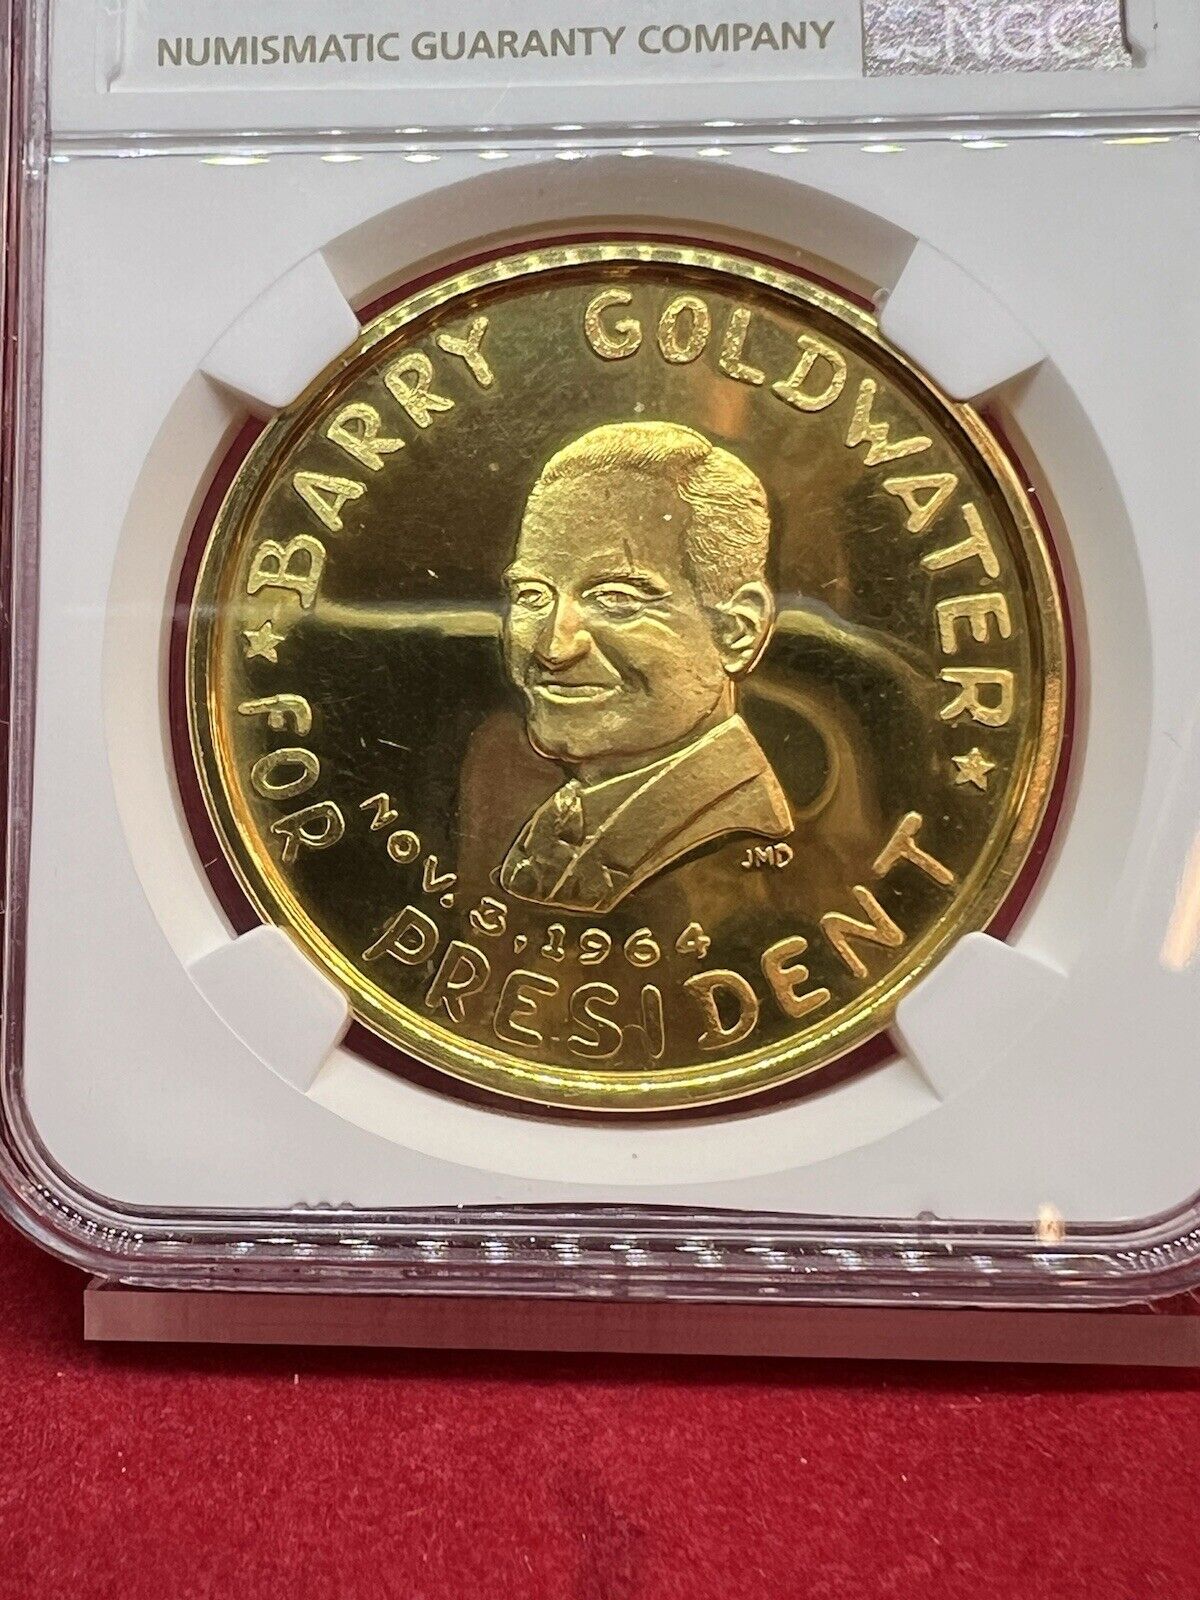 NUMISMATIC GUARANTY COMPANY
NGC
BARRY GOLDWATER
FOR PRESIDENT
NOV. 3, 1964
JMD